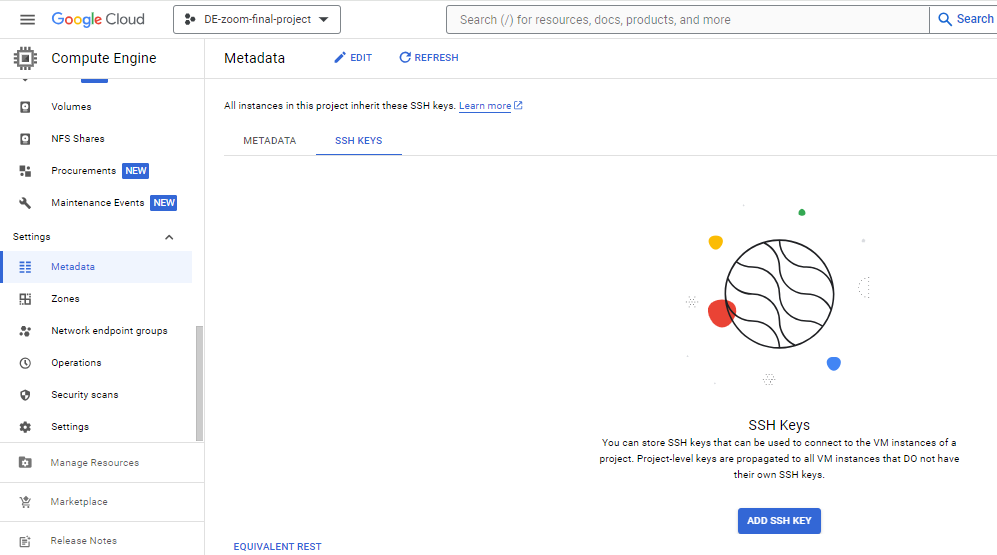 Google Cloud
DE-zoom-final-project
Search (/) for resources, docs, products, and more
Search
Compute Engine
Metadata
EDIT
REFRESH
Volumes
NFS Shares
Procurements NEW
Maintenance Events NEW
Settings
Metadata
Zones
Network endpoint groups
Operations
Security scans
Settings
Manage Resources
Marketplace
Release Notes
All instances in this project inherit these SSH keys. Learn more
METADATA
SSH KEYS
SSH Keys
You can store SSH keys that can be used to connect to the VM instances of a
project. Project-level keys are propagated to all VM instances that DO not have
their own SSH keys.
ADD SSH KEY
EQUIVALENT REST